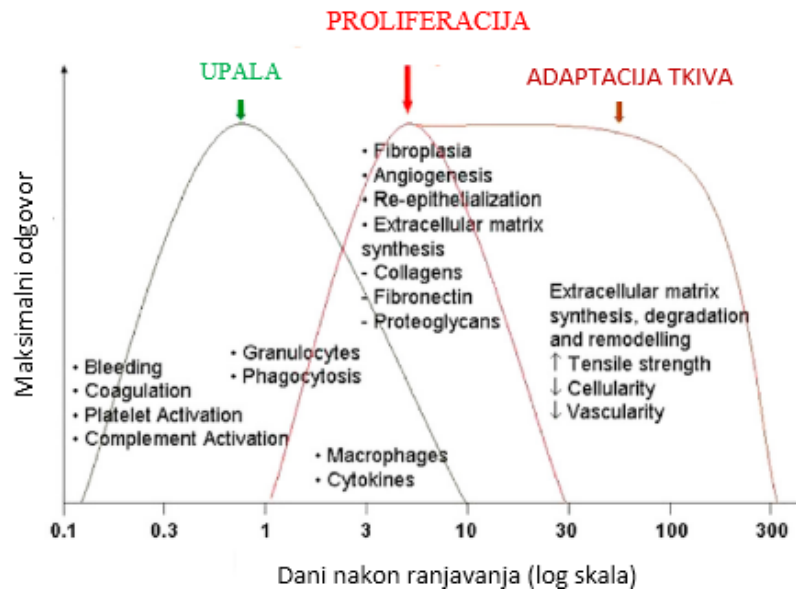 PROLIFERACIJA
UPALA
ADAPTACIJA TKIVA
Maksimalni odgovor
• Fibroplasia
• Angiogenesis
• Re-epithelialization
• Extracellular matrix
synthesis
- Collagens
- Fibronectin
- Proteoglycans
Extracellular matrix
synthesis, degradation
and remodelling
↑ Tensile strength
↓ Cellularity
↓ Vascularity
• Granulocytes
• Phagocytosis
• Bleeding
• Coagulation
• Platelet Activation
• Complement Activation
• Macrophages
• Cytokines
0.1 0.3 1 3 10 30 100 300
Dani nakon ranjavanja (log skala)